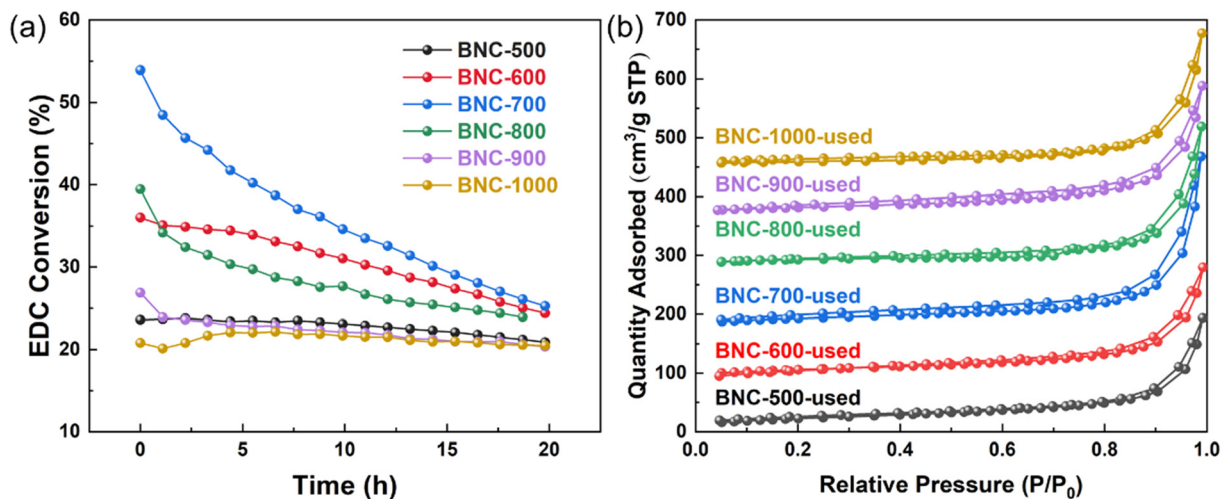 (a)
EDC Conversion (%)
60
50
40
30
20
10
BNC-500
BNC-600
BNC-700
BNC-800
BNC-900
BNC-1000
0
5
10
15
20
Time (h)
(b)
Quantity Adsorbed (cm³/g STP)
700
600
500
400
300
200
100
0
BNC-1000-used
BNC-900-used
BNC-800-used
BNC-700-used
BNC-600-used
BNC-500-used
0.2
0.4
0.6
0.8
1.0
Relative Pressure (P/P₀)